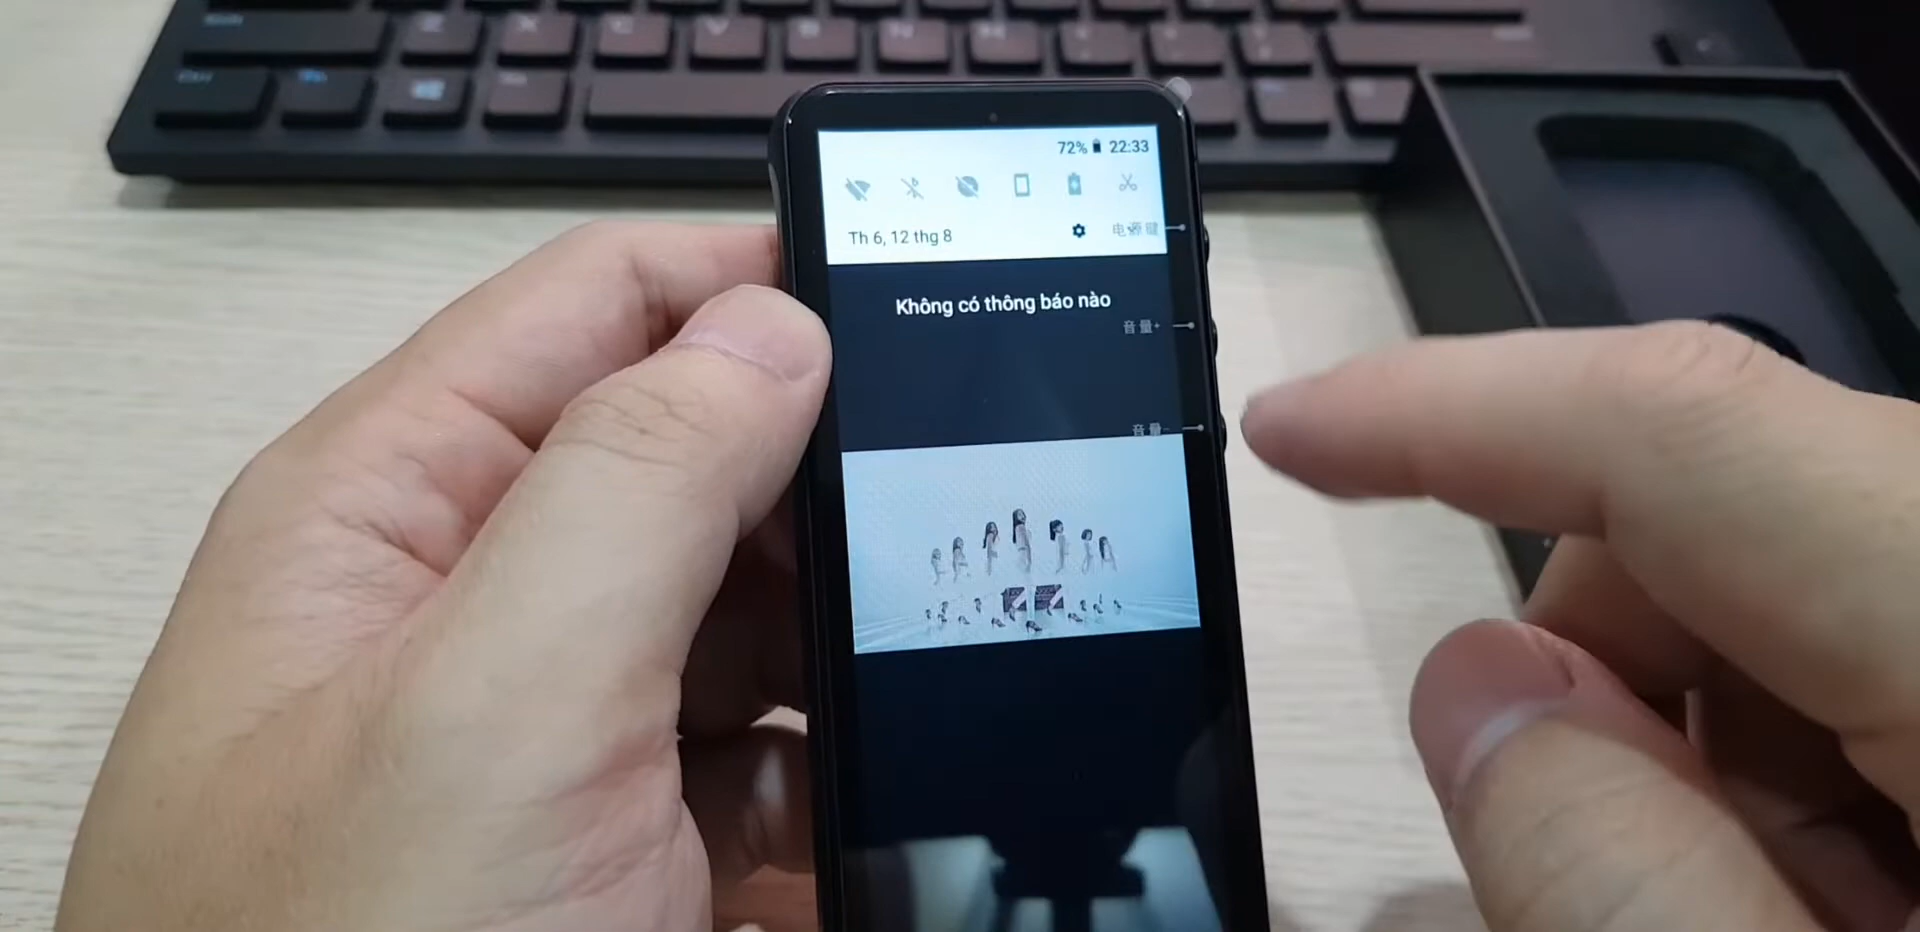 Z X C V B N M
Ctrl
72% 22:33
Th 6, 12 thg 8
电源键
Không có thông báo nào
音量+
音量-